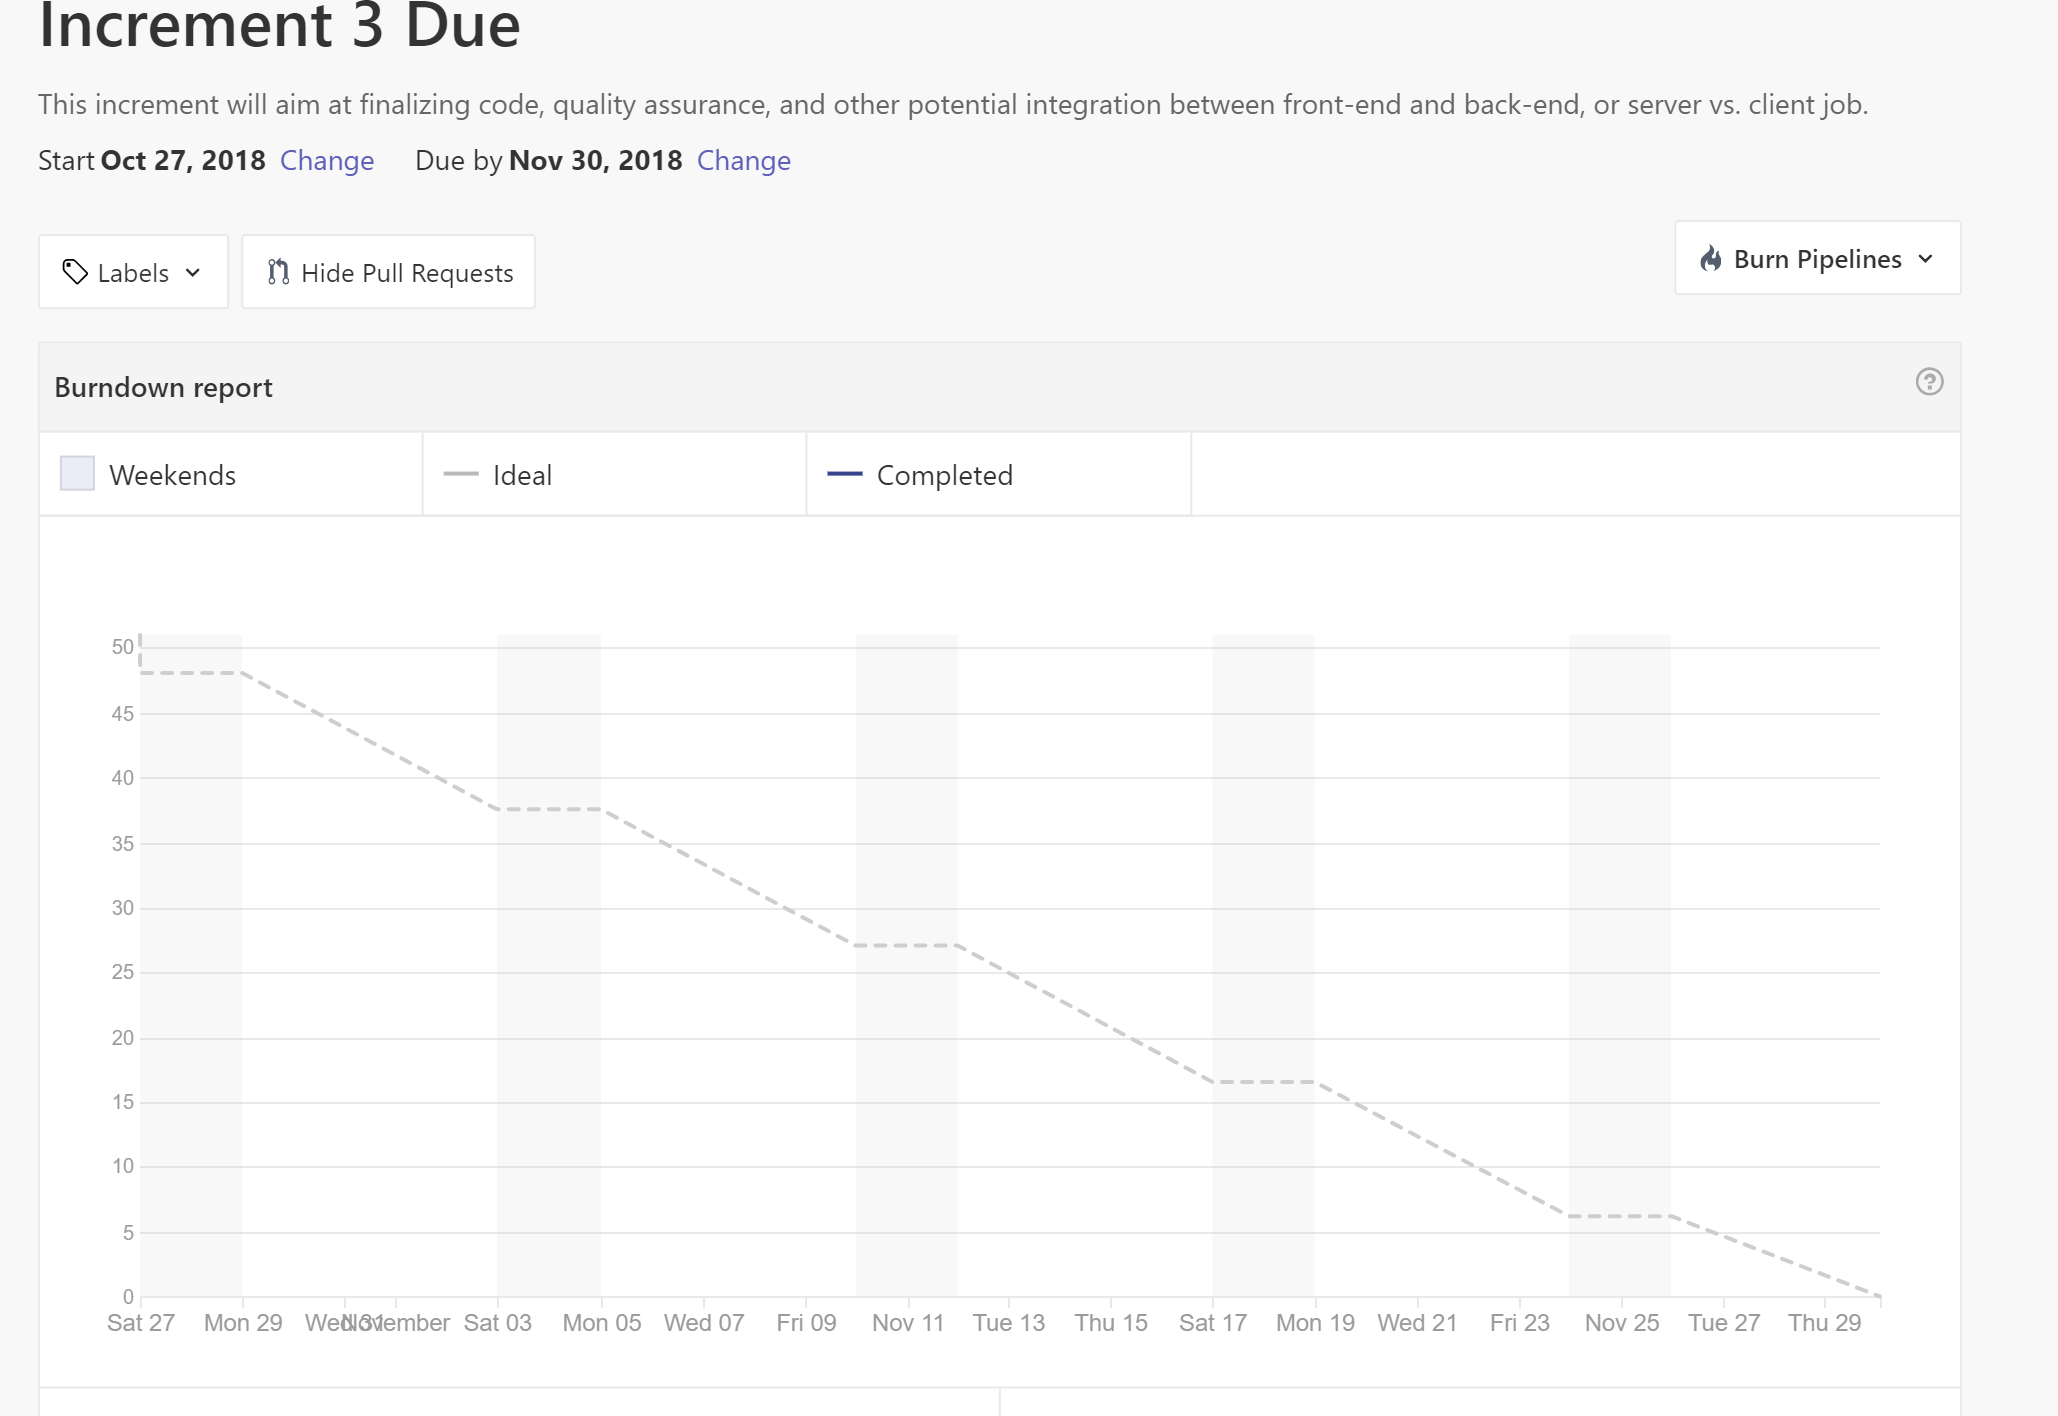 Increment 3 Due
This increment will aim at finalizing code, quality assurance, and other potential integration between front-end and back-end, or server vs. client job.
Start Oct 27, 2018 Change Due by Nov 30, 2018 Change
Labels Hide Pull Requests Burn Pipelines
Burndown report
Weekends Ideal Completed
50
45
40
35
30
25
20
15
10
5
0
Sat 27 Mon 29 Wed 31 November Sat 03 Mon 05 Wed 07 Fri 09 Nov 11 Tue 13 Thu 15 Sat 17 Mon 19 Wed 21 Fri 23 Nov 25 Tue 27 Thu 29